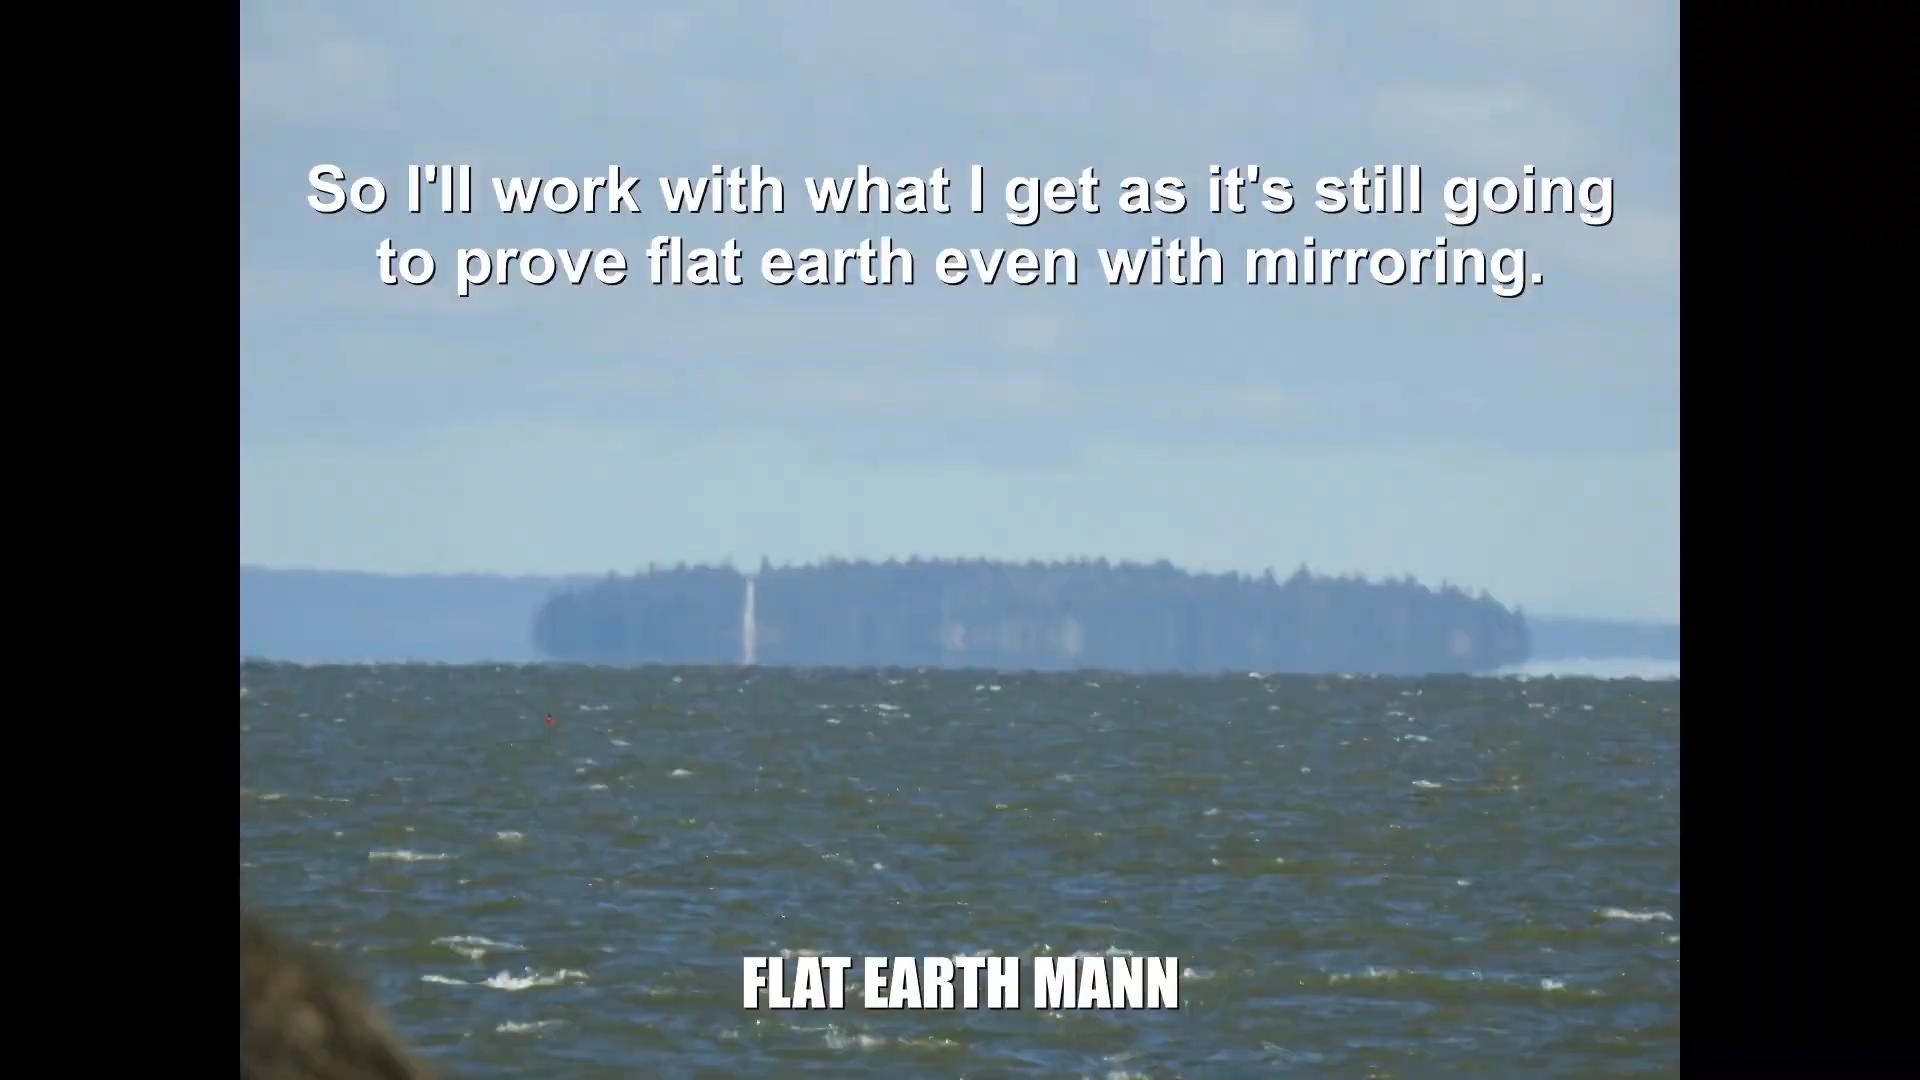 So I'll work with what I get as it's still going
to prove flat earth even with mirroring.
FLAT EARTH MANN